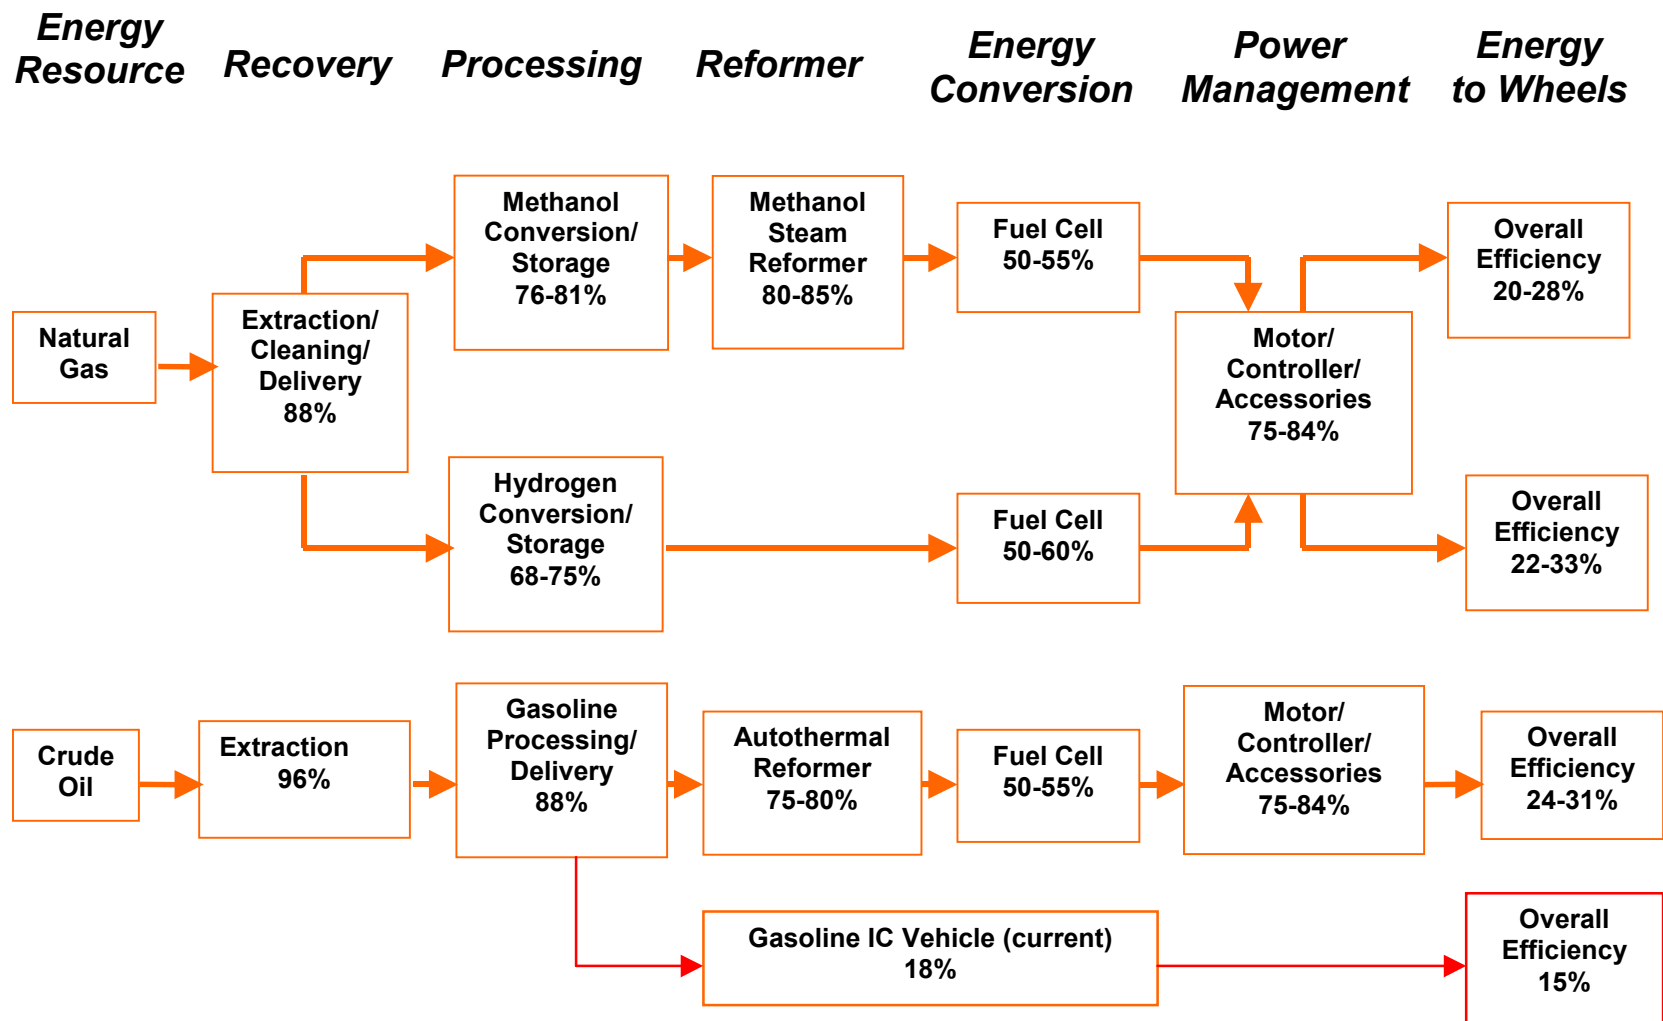 Energy
Resource
Recovery
Processing
Reformer
Energy
Conversion
Power
Management
Energy
to Wheels
Natural
Gas
Extraction/
Cleaning/
Delivery
88%
Methanol
Conversion/
Storage
76-81%
Methanol
Steam
Reformer
80-85%
Fuel Cell
50-55%
Motor/
Controller/
Accessories
75-84%
Overall
Efficiency
20-28%
Hydrogen
Conversion/
Storage
68-75%
Fuel Cell
50-60%
Overall
Efficiency
22-33%
Crude
Oil
Extraction
96%
Gasoline
Processing/
Delivery
88%
Autothermal
Reformer
75-80%
Fuel Cell
50-55%
Motor/
Controller/
Accessories
75-84%
Overall
Efficiency
24-31%
Gasoline IC Vehicle (current)
18%
Overall
Efficiency
15%